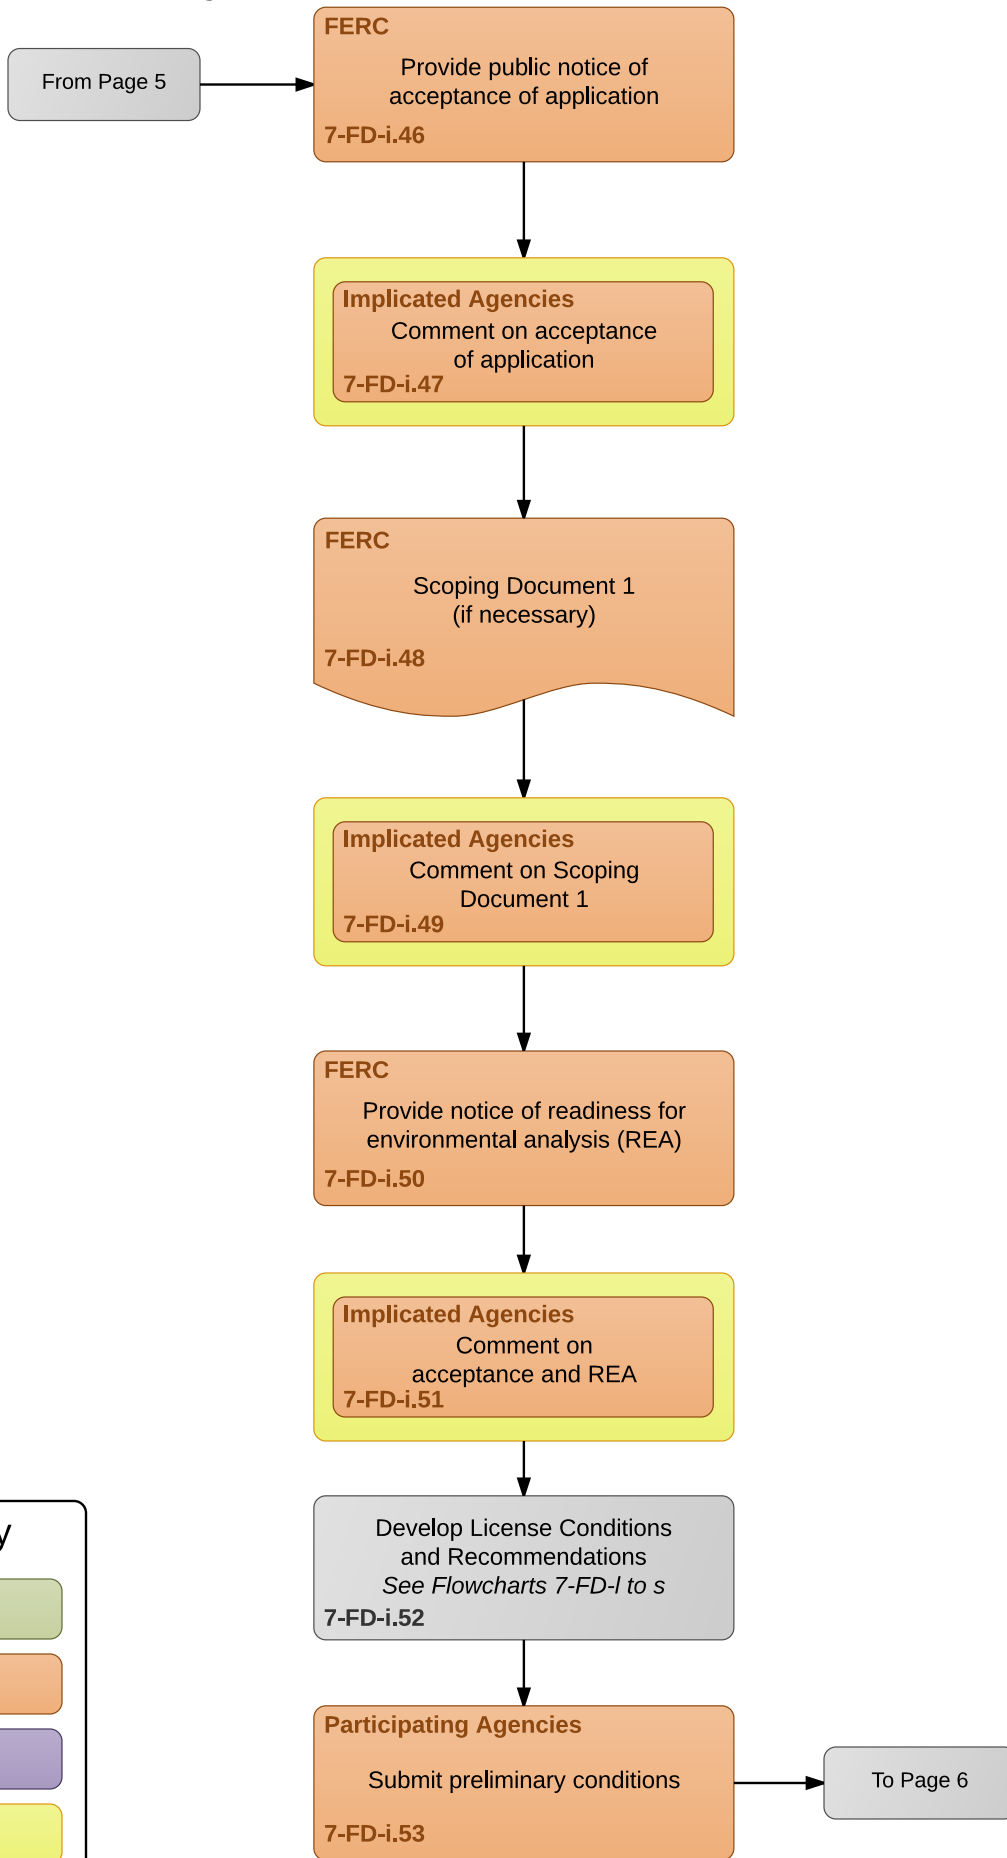 FERC
Provide public notice of
acceptance of application
7-FD-i.46
From Page 5
Implicated Agencies
Comment on acceptance
of application
7-FD-i.47
FERC
Scoping Document 1
(if necessary)
7-FD-i.48
Implicated Agencies
Comment on Scoping
Document 1
7-FD-i.49
FERC
Provide notice of readiness for
environmental analysis (REA)
7-FD-i.50
Implicated Agencies
Comment on
acceptance and REA
7-FD-i.51
Develop License Conditions
and Recommendations
See Flowcharts 7-FD-l to s
7-FD-i.52
Participating Agencies
Submit preliminary conditions
7-FD-i.53
To Page 6